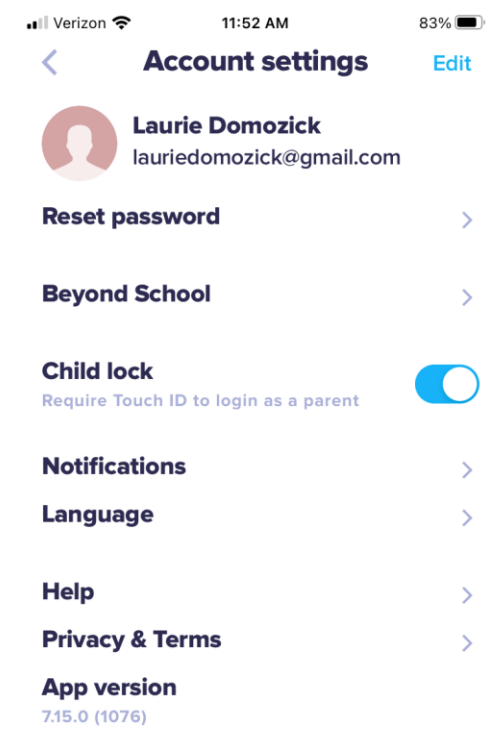 Verizon 11:52 AM 83%
Account settings Edit
Laurie Domozick
lauriedomozick@gmail.com
Reset password
Beyond School
Child lock
Require Touch ID to login as a parent
Notifications
Language
Help
Privacy & Terms
App version
7.15.0 (1076)